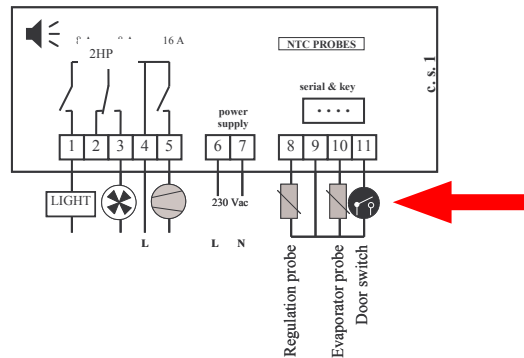 16 A
2HP
NTC PROBES
c. s. 1
serial & key
power
supply
1 2 3 4 5 6 7 8 9 10 11
LIGHT
230 Vac
L L N
Regulation probe
Evaporator probe
Door switch